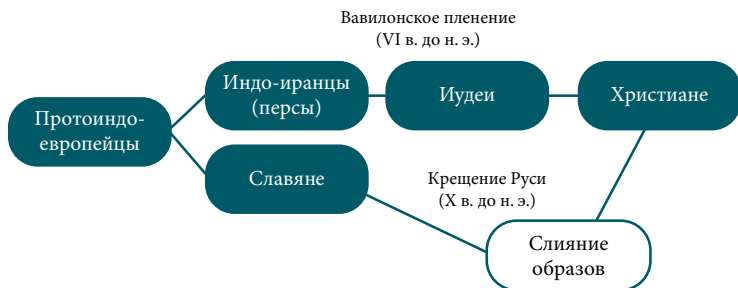 Вавилонское пленение
(VI в. до н. э.)
Индо-иранцы
(персы)
Иудеи
Христиане
Протоиндо-
европейцы
Славяне
Крещение Руси
(X в. до н. э.)
Слияние
образов